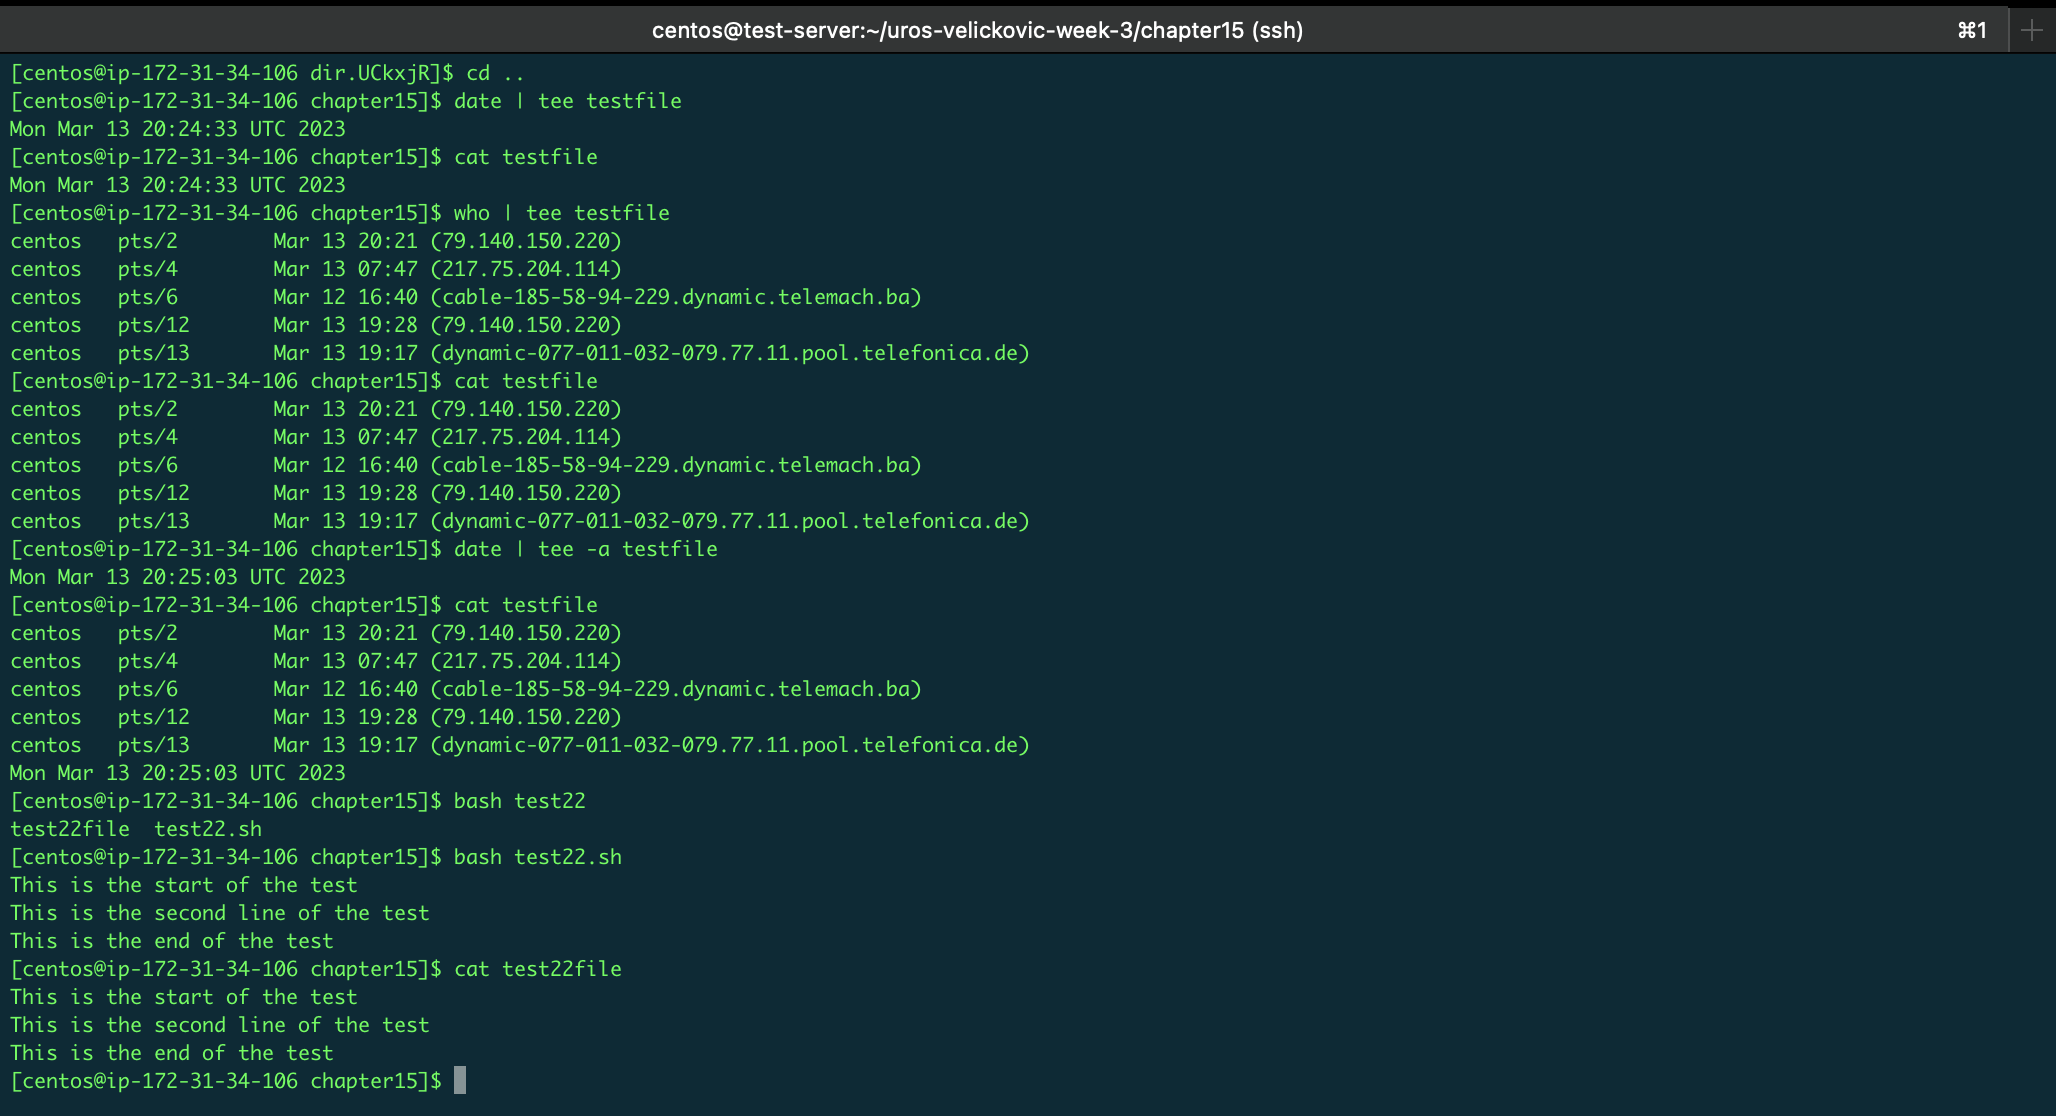 centos@test-server:~/uros-velickovic-week-3/chapter15 (ssh) ⌘1 +
[centos@ip-172-31-34-106 dir.UCkxjR]$ cd ..
[centos@ip-172-31-34-106 chapter15]$ date | tee testfile
Mon Mar 13 20:24:33 UTC 2023
[centos@ip-172-31-34-106 chapter15]$ cat testfile
Mon Mar 13 20:24:33 UTC 2023
[centos@ip-172-31-34-106 chapter15]$ who | tee testfile
centos   pts/2        Mar 13 20:21 (79.140.150.220)
centos   pts/4        Mar 13 07:47 (217.75.204.114)
centos   pts/6        Mar 12 16:40 (cable-185-58-94-229.dynamic.telemach.ba)
centos   pts/12       Mar 13 19:28 (79.140.150.220)
centos   pts/13       Mar 13 19:17 (dynamic-077-011-032-079.77.11.pool.telefonica.de)
[centos@ip-172-31-34-106 chapter15]$ cat testfile
centos   pts/2        Mar 13 20:21 (79.140.150.220)
centos   pts/4        Mar 13 07:47 (217.75.204.114)
centos   pts/6        Mar 12 16:40 (cable-185-58-94-229.dynamic.telemach.ba)
centos   pts/12       Mar 13 19:28 (79.140.150.220)
centos   pts/13       Mar 13 19:17 (dynamic-077-011-032-079.77.11.pool.telefonica.de)
[centos@ip-172-31-34-106 chapter15]$ date | tee -a testfile
Mon Mar 13 20:25:03 UTC 2023
[centos@ip-172-31-34-106 chapter15]$ cat testfile
centos   pts/2        Mar 13 20:21 (79.140.150.220)
centos   pts/4        Mar 13 07:47 (217.75.204.114)
centos   pts/6        Mar 12 16:40 (cable-185-58-94-229.dynamic.telemach.ba)
centos   pts/12       Mar 13 19:28 (79.140.150.220)
centos   pts/13       Mar 13 19:17 (dynamic-077-011-032-079.77.11.pool.telefonica.de)
Mon Mar 13 20:25:03 UTC 2023
[centos@ip-172-31-34-106 chapter15]$ bash test22
test22file  test22.sh
[centos@ip-172-31-34-106 chapter15]$ bash test22.sh
This is the start of the test
This is the second line of the test
This is the end of the test
[centos@ip-172-31-34-106 chapter15]$ cat test22file
This is the start of the test
This is the second line of the test
This is the end of the test
[centos@ip-172-31-34-106 chapter15]$